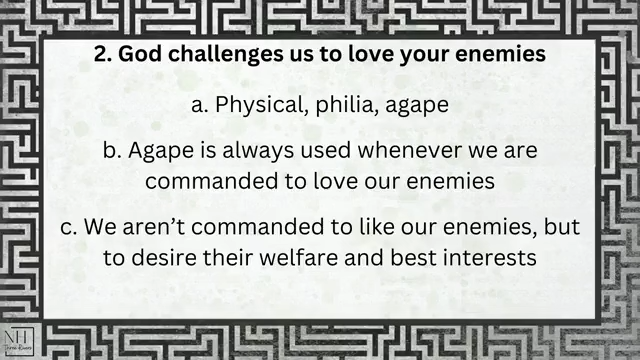 2. God challenges us to love your enemies
a. Physical, philia, agape
b. Agape is always used whenever we are
commanded to love our enemies
c. We aren’t commanded to like our enemies, but
to desire their welfare and best interests
NH